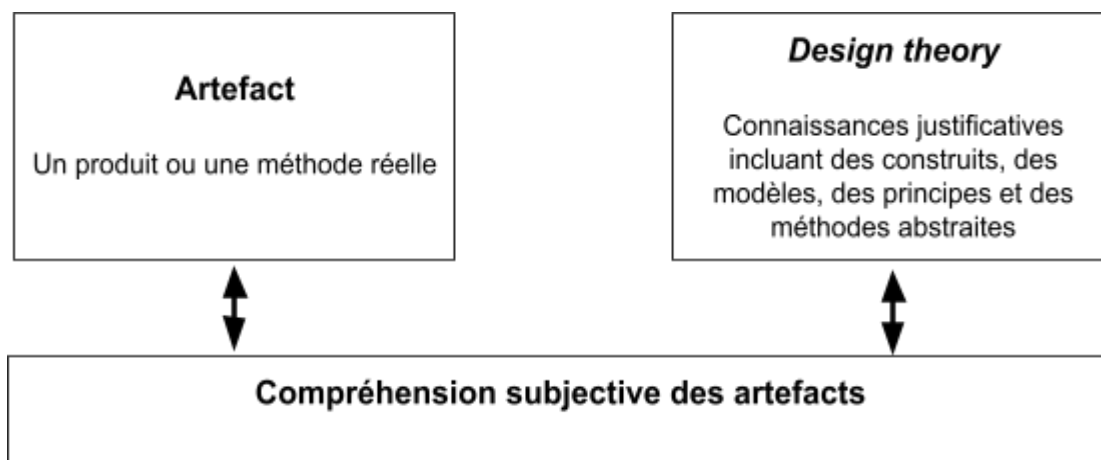 Artefact
Un produit ou une méthode réelle
Design theory
Connaissances justificatives
incluant des construits, des
modèles, des principes et des
méthodes abstraites
Compréhension subjective des artefacts